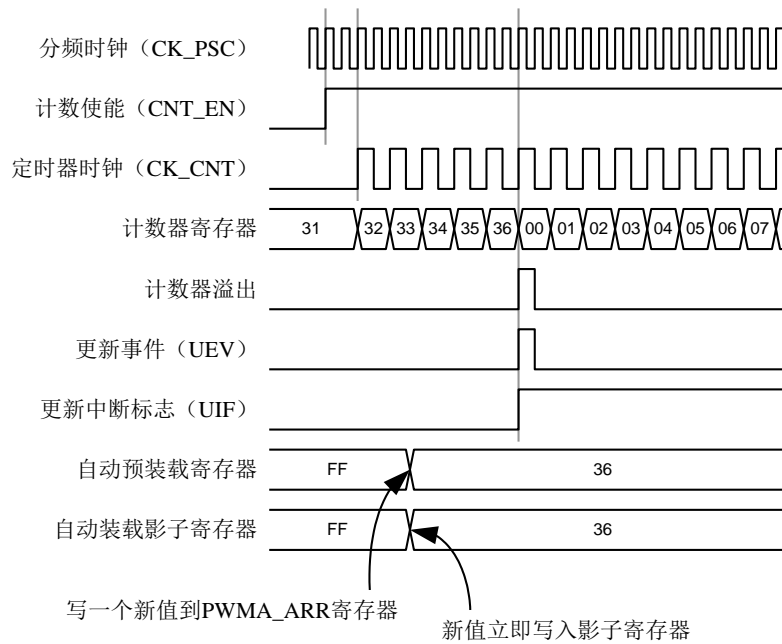 分频时钟（CK_PSC）
计数使能（CNT_EN）
定时器时钟（CK_CNT）
计数器寄存器 31 32 33 34 35 36 00 01 02 03 04 05 06 07
计数器溢出
更新事件（UEV）
更新中断标志（UIF）
自动预装载寄存器 FF 36
自动装载影子寄存器 FF 36
写一个新值到PWMA_ARR寄存器
新值立即写入影子寄存器